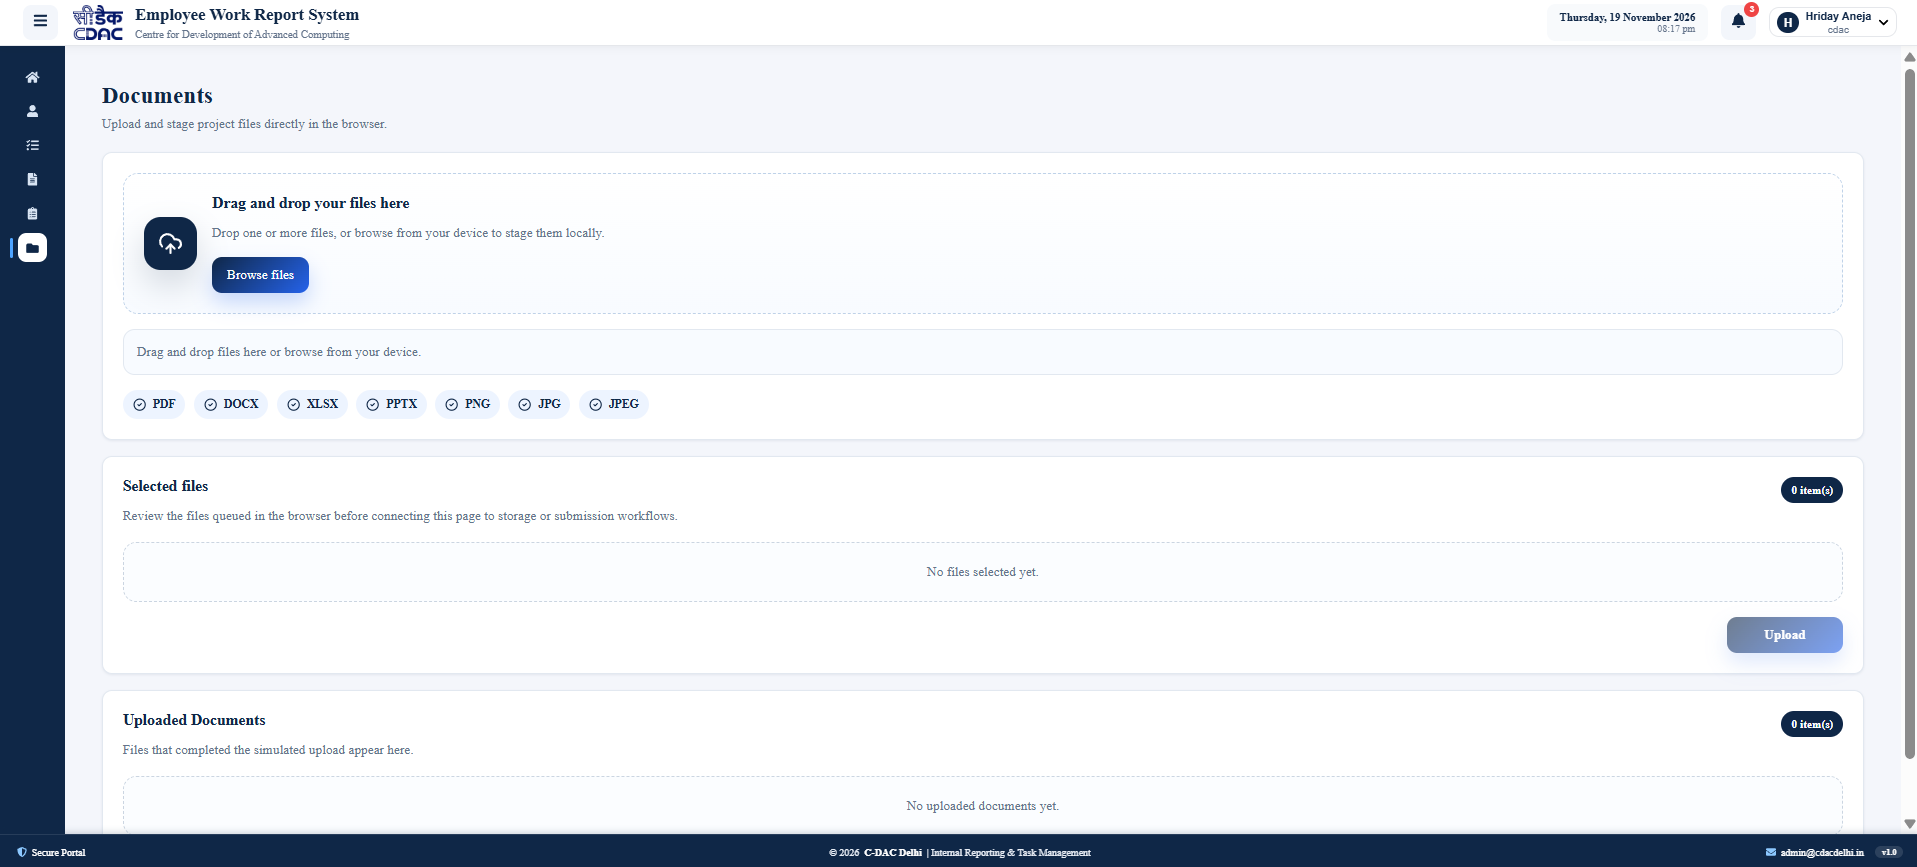 सी डैक
CDAC
Employee Work Report System
Centre for Development of Advanced Computing
Thursday, 19 November 2026
08:17 pm
3
H
Hriday Aneja
cdac
Documents
Upload and stage project files directly in the browser.
Drag and drop your files here
Drop one or more files, or browse from your device to stage them locally.
Browse files
Drag and drop files here or browse from your device.
PDF DOCX XLSX PPTX PNG JPG JPEG
Selected files
0 item(s)
Review the files queued in the browser before connecting this page to storage or submission workflows.
No files selected yet.
Upload
Uploaded Documents
0 item(s)
Files that completed the simulated upload appear here.
No uploaded documents yet.
Secure Portal
© 2026 C-DAC Delhi | Internal Reporting & Task Management
admin@cdacdelhi.in
v1.0